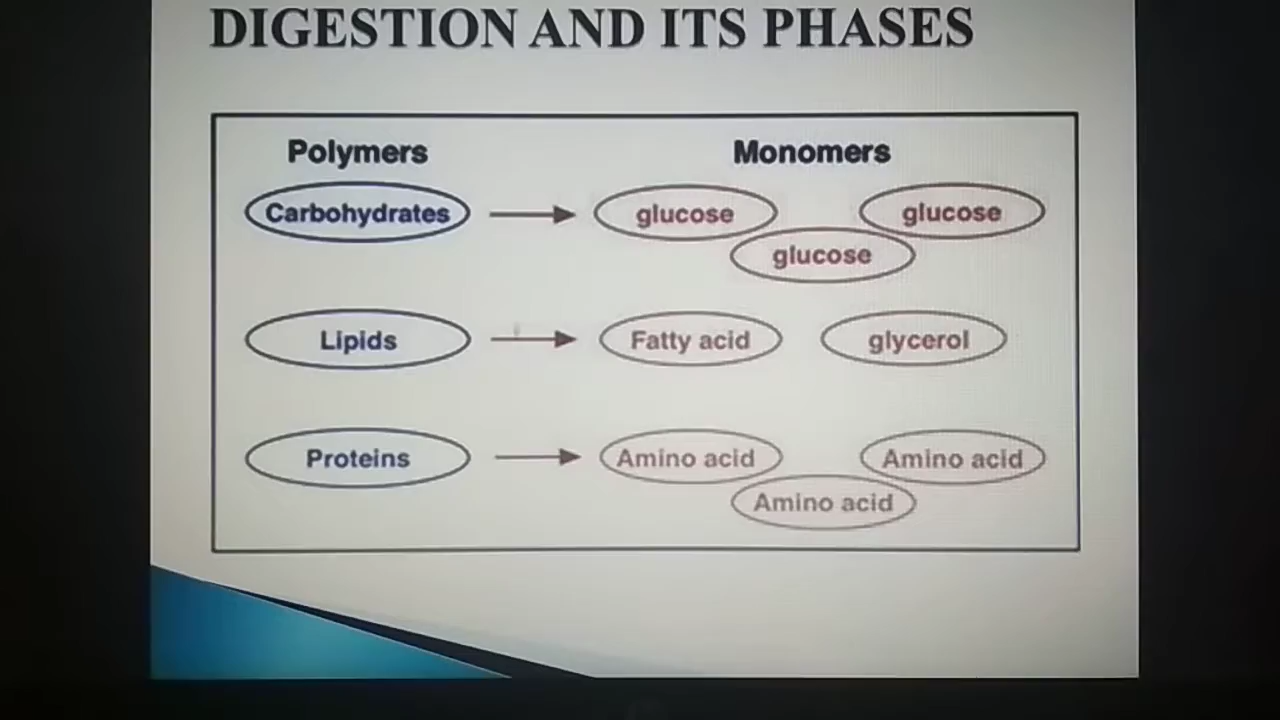 DIGESTION AND ITS PHASES
Polymers Monomers
Carbohydrates glucose glucose
glucose
Lipids Fatty acid glycerol
Proteins Amino acid Amino acid
Amino acid